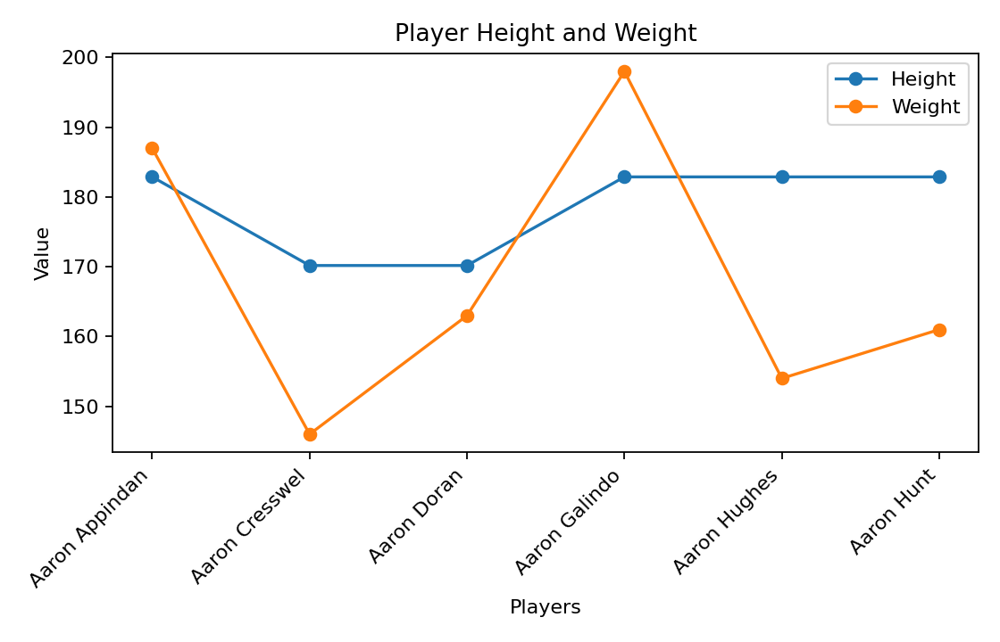 Player Height and Weight
Height
Weight
Value
200
190
180
170
160
150
Aaron Appindan
Aaron Cresswel
Aaron Doran
Aaron Galindo
Aaron Hughes
Aaron Hunt
Players